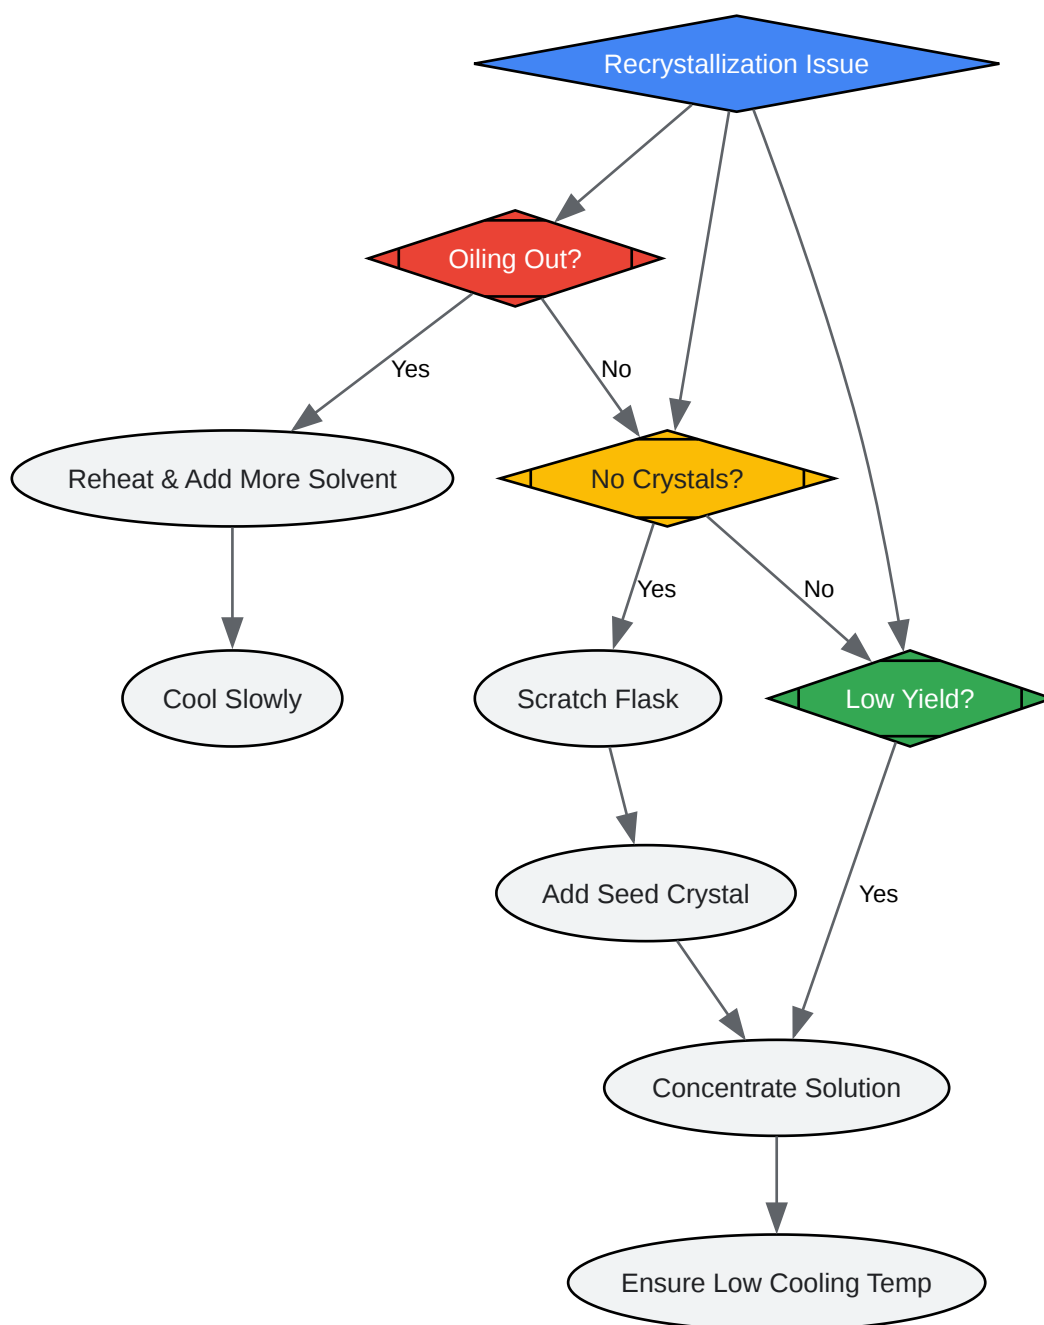 Recrystallization Issue
Oiling Out?
Yes
No
Reheat & Add More Solvent
No Crystals?
Yes
No
Cool Slowly
Scratch Flask
Low Yield?
Add Seed Crystal
Yes
Concentrate Solution
Ensure Low Cooling Temp